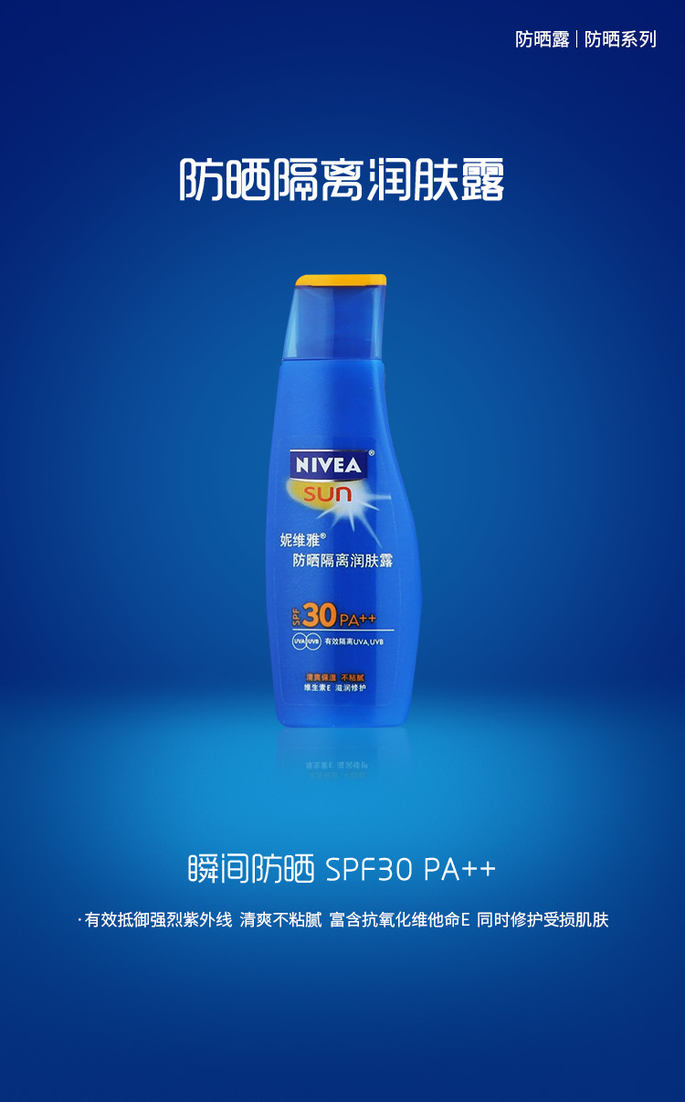 防晒露 | 防晒系列
防晒隔离润肤露
NIVEA®
sun
妮维雅®
防晒隔离润肤露
SPF 30 PA++
UVA UVB 有效隔离UVA,UVB
清爽保湿 不粘腻
维生素E 滋润修护
瞬间防晒 SPF30 PA++
·有效抵御强烈紫外线 清爽不粘腻 富含抗氧化维他命E 同时修护受损肌肤